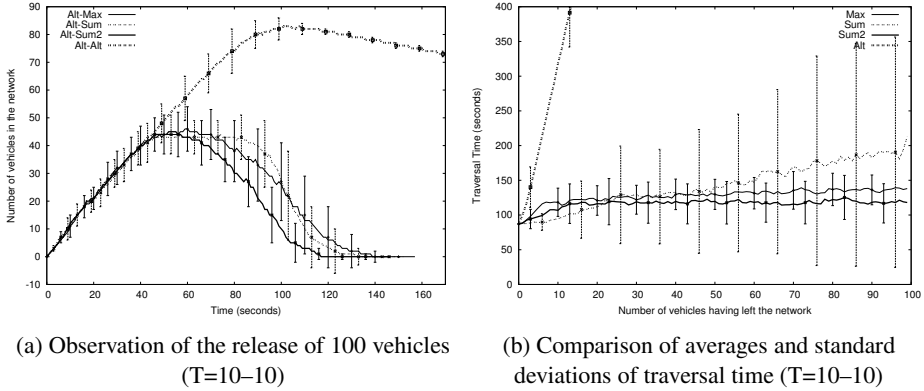 Alt-Max
Alt-Sum
Alt-Sum2
Alt-Alt
Number of vehicles in the network
90
80
70
60
50
40
30
20
10
0
-10
0 20 40 60 80 100 120 140 160
Time (seconds)
(a) Observation of the release of 100 vehicles
(T=10–10)
Max
Sum
Sum2
Alt
Traversal Time (seconds)
400
350
300
250
200
150
100
50
0
0 10 20 30 40 50 60 70 80 90 100
Number of vehicles having left the network
(b) Comparison of averages and standard
deviations of traversal time (T=10–10)